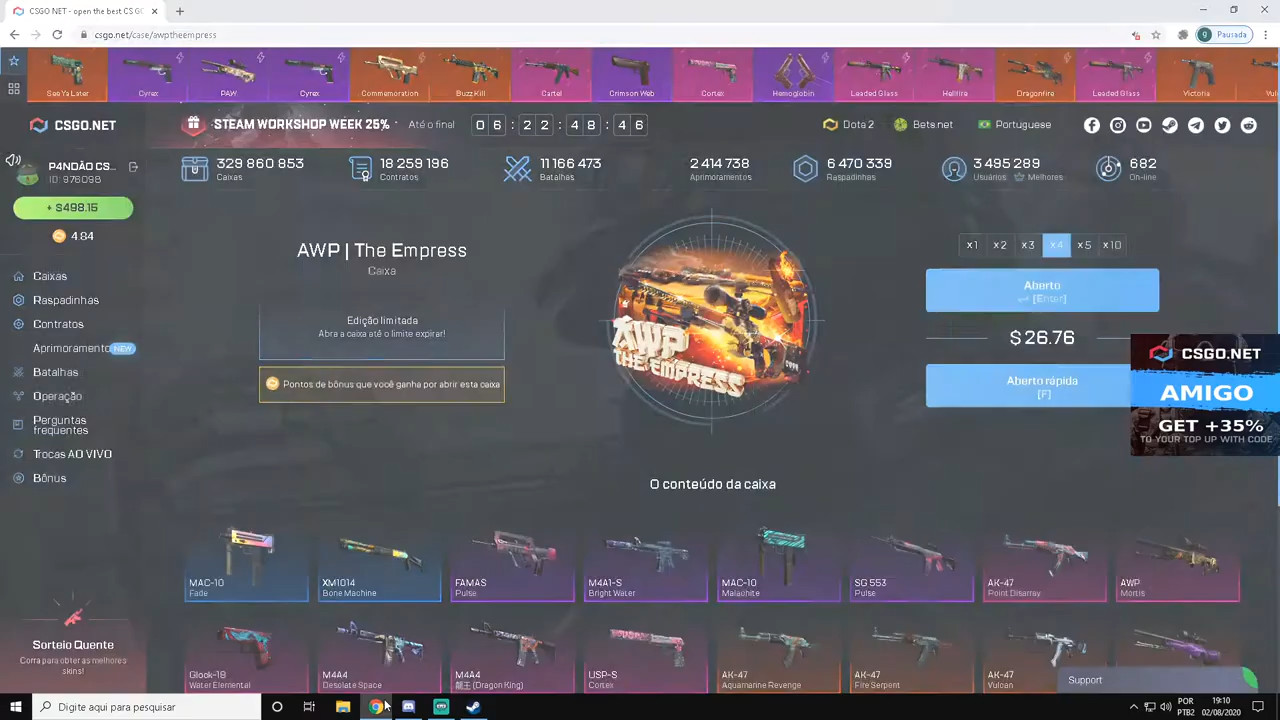 CSGO NET - open the best CS GO
csgo.net/case/awptheempress
Pausada
See Ya Later
Cyrex
PAW
Cyrex
Commemoration
Buzz Kill
Cartel
Crimson Web
Cortex
Hemoglobin
Leaded Glass
Hellfire
Dragonfire
Leaded Glass
Victoria
CSGO.NET
STEAM WORKSHOP WEEK 25%
Até o final
06:22:48:46
Dota 2
Bets.net
Portuguese
P4NDÃO CS...
ID: 976098
329 860 853
Caixas
18 259 196
Contratos
11 166 473
Batalhas
2 414 738
Aprimoramentos
6 470 339
Raspadinhas
3 495 289
Usuários
Melhores
682
On-line
+ $498.15
4.84
Caixas
Raspadinhas
Contratos
Aprimoramento NEW
Batalhas
Operação
Perguntas
frequentes
Trocas AO VIVO
Bônus
Sorteio Quente
Corra para obter as melhores
skins!
AWP | The Empress
Caixa
Edição limitada
Abra a caixa até o limite expirar!
Pontos de bônus que você ganha por abrir esta caixa
AWP
THE EMPRESS
x1 x2 x3 x4 x5 x10
Aberto
[Enter]
$ 26.76
Aberto rápida
[F]
CSGO.NET
AMIGO
GET +35%
TO YOUR TOP UP WITH CODE
O conteúdo da caixa
MAC-10
Fade
XM1014
Bone Machine
FAMAS
Pulse
M4A1-S
Bright Water
MAC-10
Malachite
SG 553
Pulse
AK-47
Point Disarray
AWP
Mortis
Glock-18
Water Elemental
M4A4
Desolate Space
M4A4
龍王 (Dragon King)
USP-S
Cortex
AK-47
Aquamarine Revenge
AK-47
Fire Serpent
AK-47
Vulcan
Support
Digite aqui para pesquisar
POR
PTB2
19:10
02/08/2020